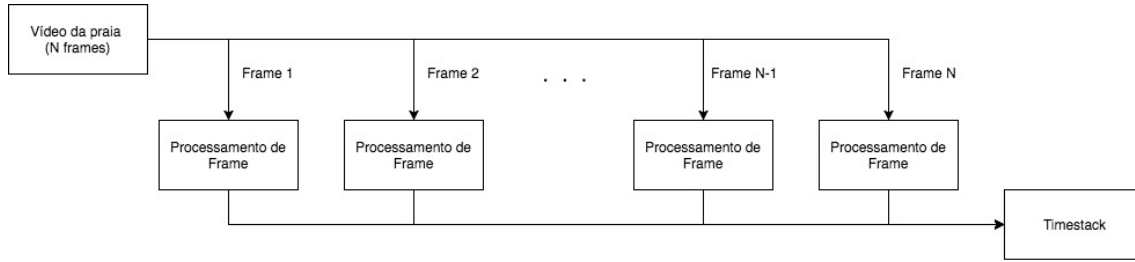 Vídeo da praia
(N frames)
Frame 1
Frame 2
. . .
Frame N-1
Frame N
Processamento de
Frame
Processamento de
Frame
Processamento de
Frame
Processamento de
Frame
Timestack